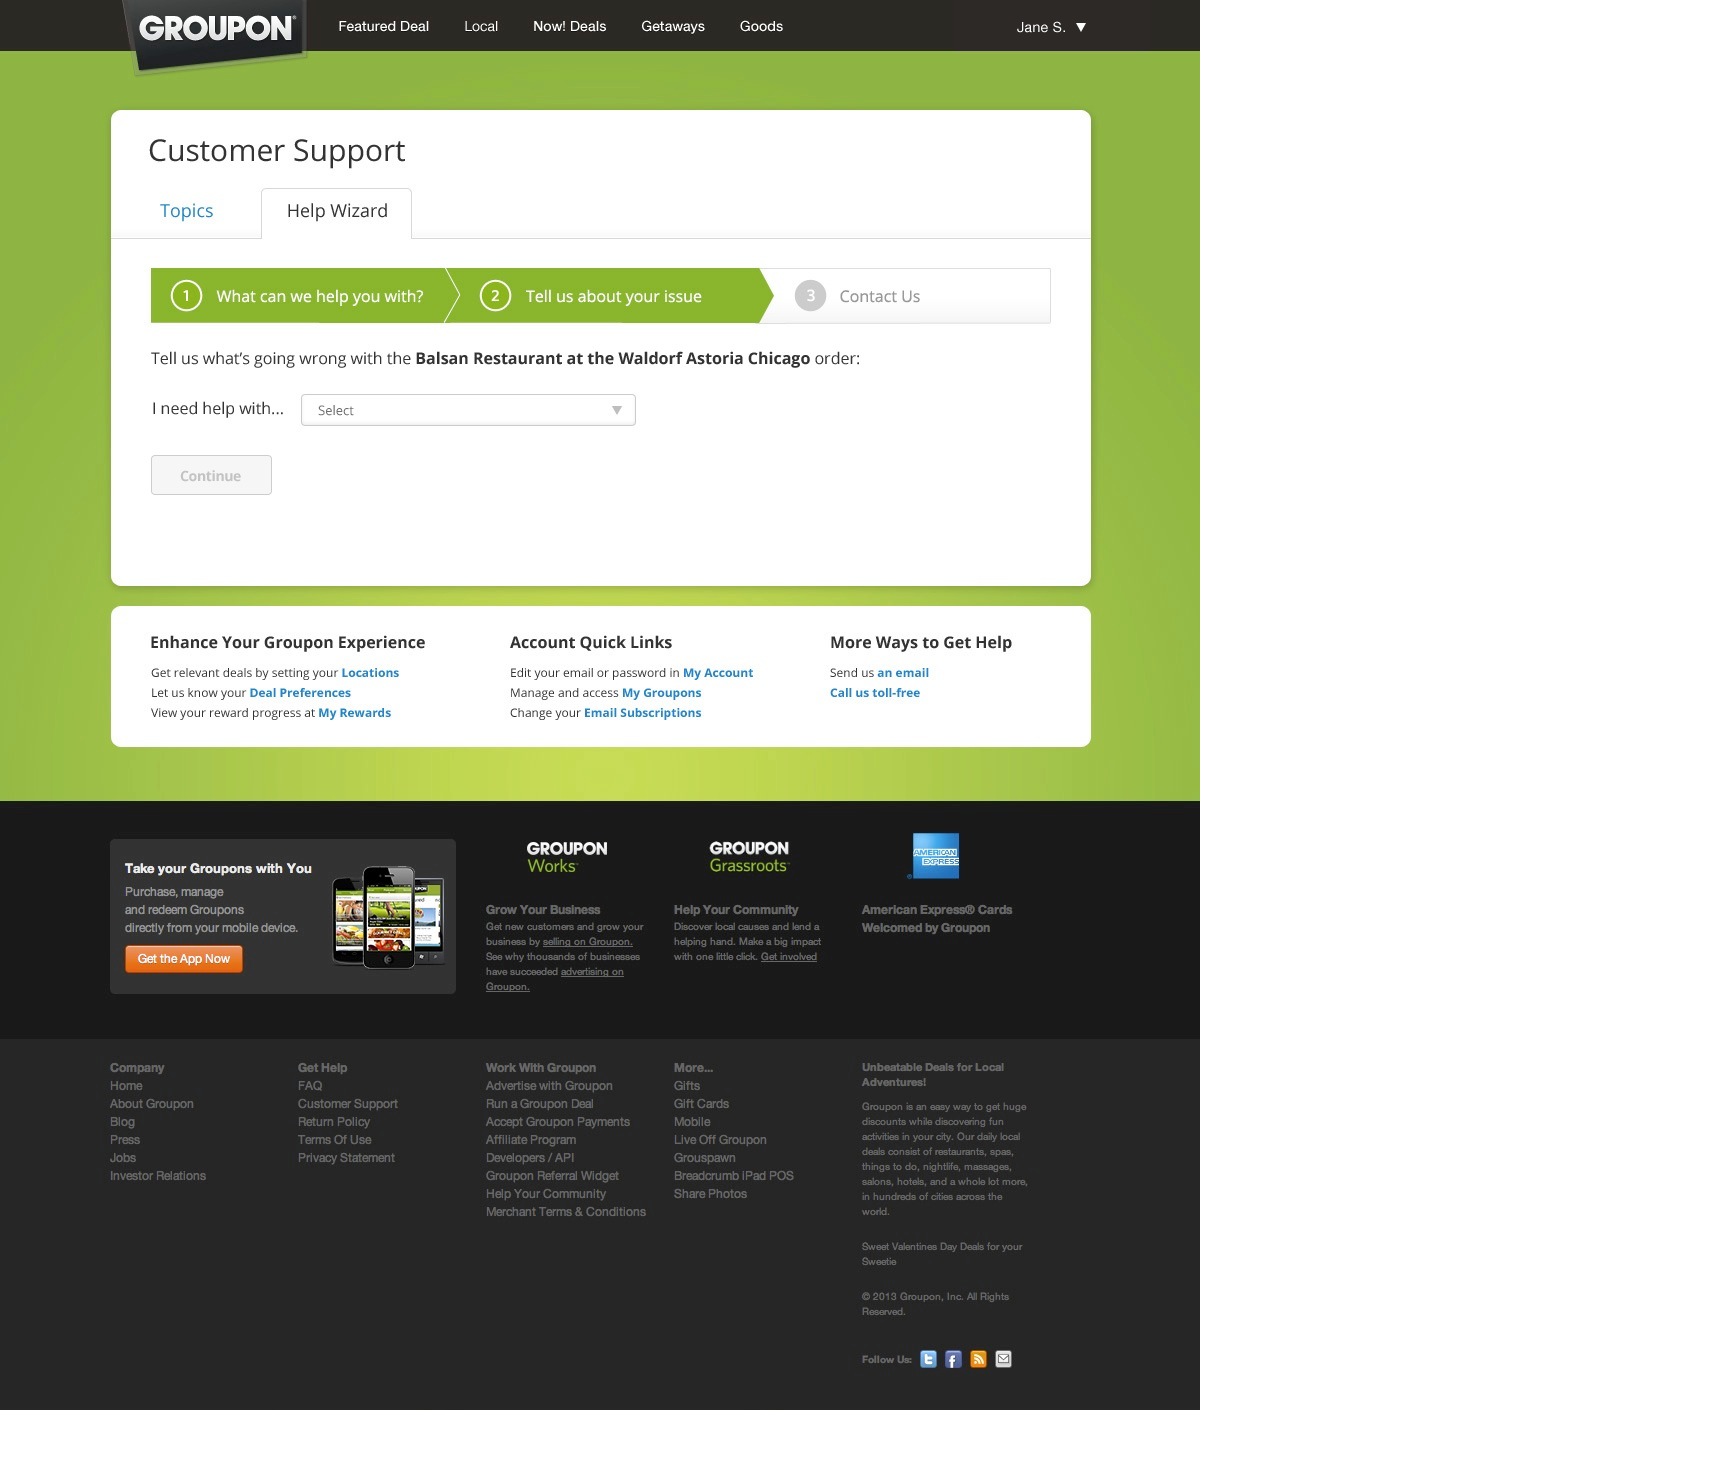 GROUPON®
Featured Deal
Local
Now! Deals
Getaways
Goods
Jane S. ▼
Customer Support
Topics
Help Wizard
1 What can we help you with?
2 Tell us about your issue
3 Contact Us
Tell us what’s going wrong with the Balsan Restaurant at the Waldorf Astoria Chicago order:
I need help with...
Select
Continue
Enhance Your Groupon Experience
Get relevant deals by setting your Locations
Let us know your Deal Preferences
View your reward progress at My Rewards
Account Quick Links
Edit your email or password in My Account
Manage and access My Groupons
Change your Email Subscriptions
More Ways to Get Help
Send us an email
Call us toll-free
Take your Groupons with You
Purchase, manage
and redeem Groupons
directly from your mobile device.
Get the App Now
GROUPON
Works™
Grow Your Business
Get new customers and grow your
business by selling on Groupon.
See why thousands of businesses
have succeeded advertising on
Groupon.
GROUPON
Grassroots™
Help Your Community
Discover local causes and lend a
helping hand. Make a big impact
with one little click. Get involved
AMERICAN
EXPRESS
®
American Express® Cards
Welcomed by Groupon
Company
Home
About Groupon
Blog
Press
Jobs
Investor Relations
Get Help
FAQ
Customer Support
Return Policy
Terms Of Use
Privacy Statement
Work With Groupon
Advertise with Groupon
Run a Groupon Deal
Accept Groupon Payments
Affiliate Program
Developers / API
Groupon Referral Widget
Help Your Community
Merchant Terms & Conditions
More...
Gifts
Gift Cards
Mobile
Live Off Groupon
Grouspawn
Breadcrumb iPad POS
Share Photos
Unbeatable Deals for Local
Adventures!
Groupon is an easy way to get huge
discounts while discovering fun
activities in your city. Our daily local
deals consist of restaurants, spas,
things to do, nightlife, massages,
salons, hotels, and a whole lot more,
in hundreds of cities across the
world.
Sweet Valentines Day Deals for your
Sweetie
© 2013 Groupon, Inc. All Rights
Reserved.
Follow Us: